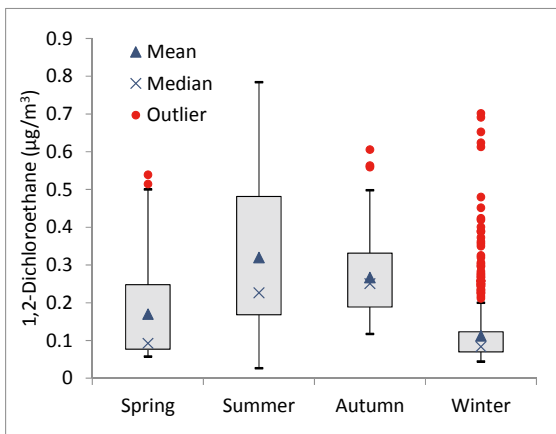 0.9
0.8
0.7
0.6
0.5
0.4
0.3
0.2
0.1
0
1,2-Dichloroethane (µg/m³)
Mean
Median
Outlier
Spring Summer Autumn Winter